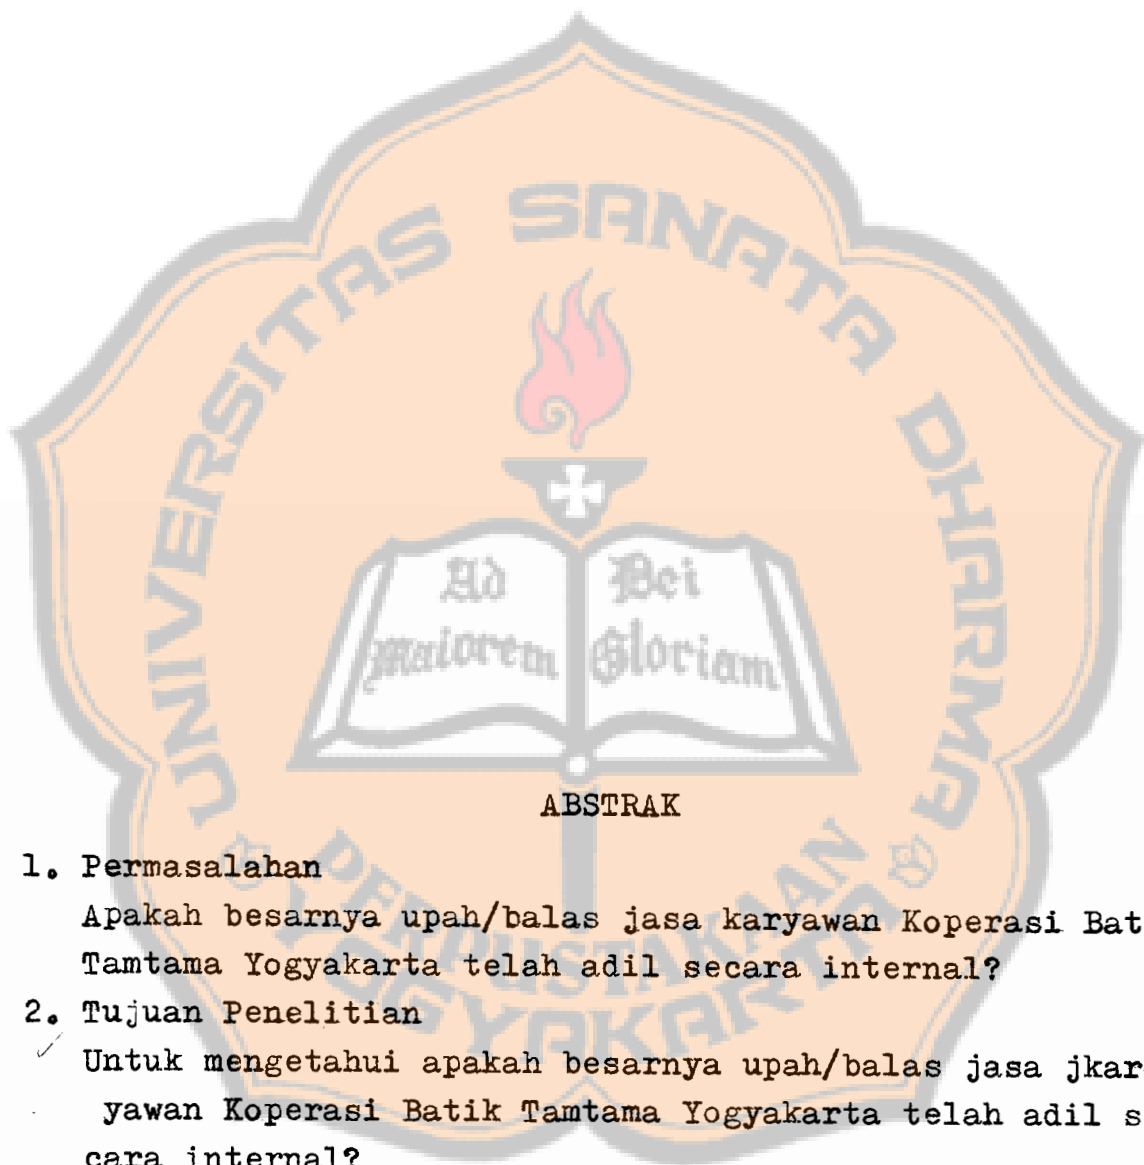 UNIVERSITAS SANATA DHARMA
Ad Dei
Maiorem Gloriam
PERPUSTAKAAN
YOGYAKARTA
ABSTRAK
1. Permasalahan
Apakah besarnya upah/balas jasa karyawan Koperasi Bat
Tamtama Yogyakarta telah adil secara internal?
2. Tujuan Penelitian
Untuk mengetahui apakah besarnya upah/balas jasa jkar
yawan Koperasi Batik Tamtama Yogyakarta telah adil s
cara internal?